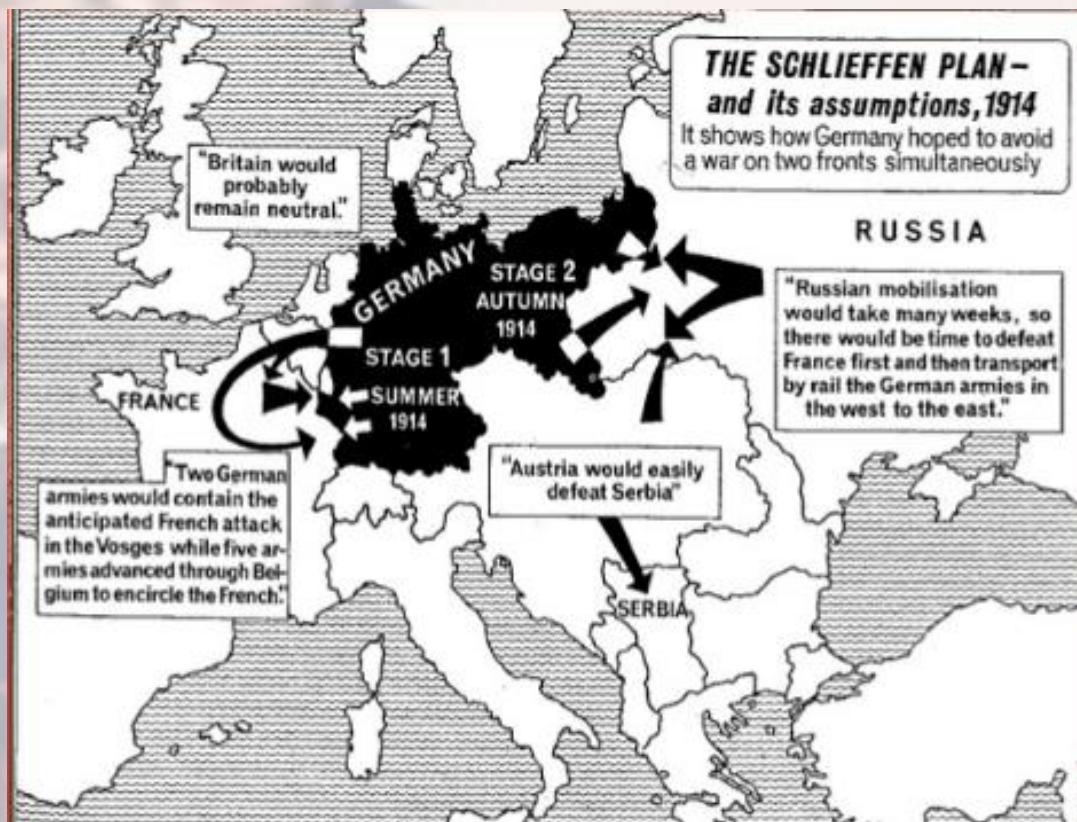 THE SCHLIEFFEN PLAN –
and its assumptions, 1914
It shows how Germany hoped to avoid
a war on two fronts simultaneously
"Britain would
probably
remain neutral."
RUSSIA
GERMANY
STAGE 2
AUTUMN
1914
"Russian mobilisation
would take many weeks, so
there would be time to defeat
France first and then transport
by rail the German armies in
the west to the east."
STAGE 1
SUMMER
1914
FRANCE
"Two German
armies would contain the
anticipated French attack
in the Vosges while five ar-
mies advanced through Bel-
gium to encircle the French."
"Austria would easily
defeat Serbia"
SERBIA